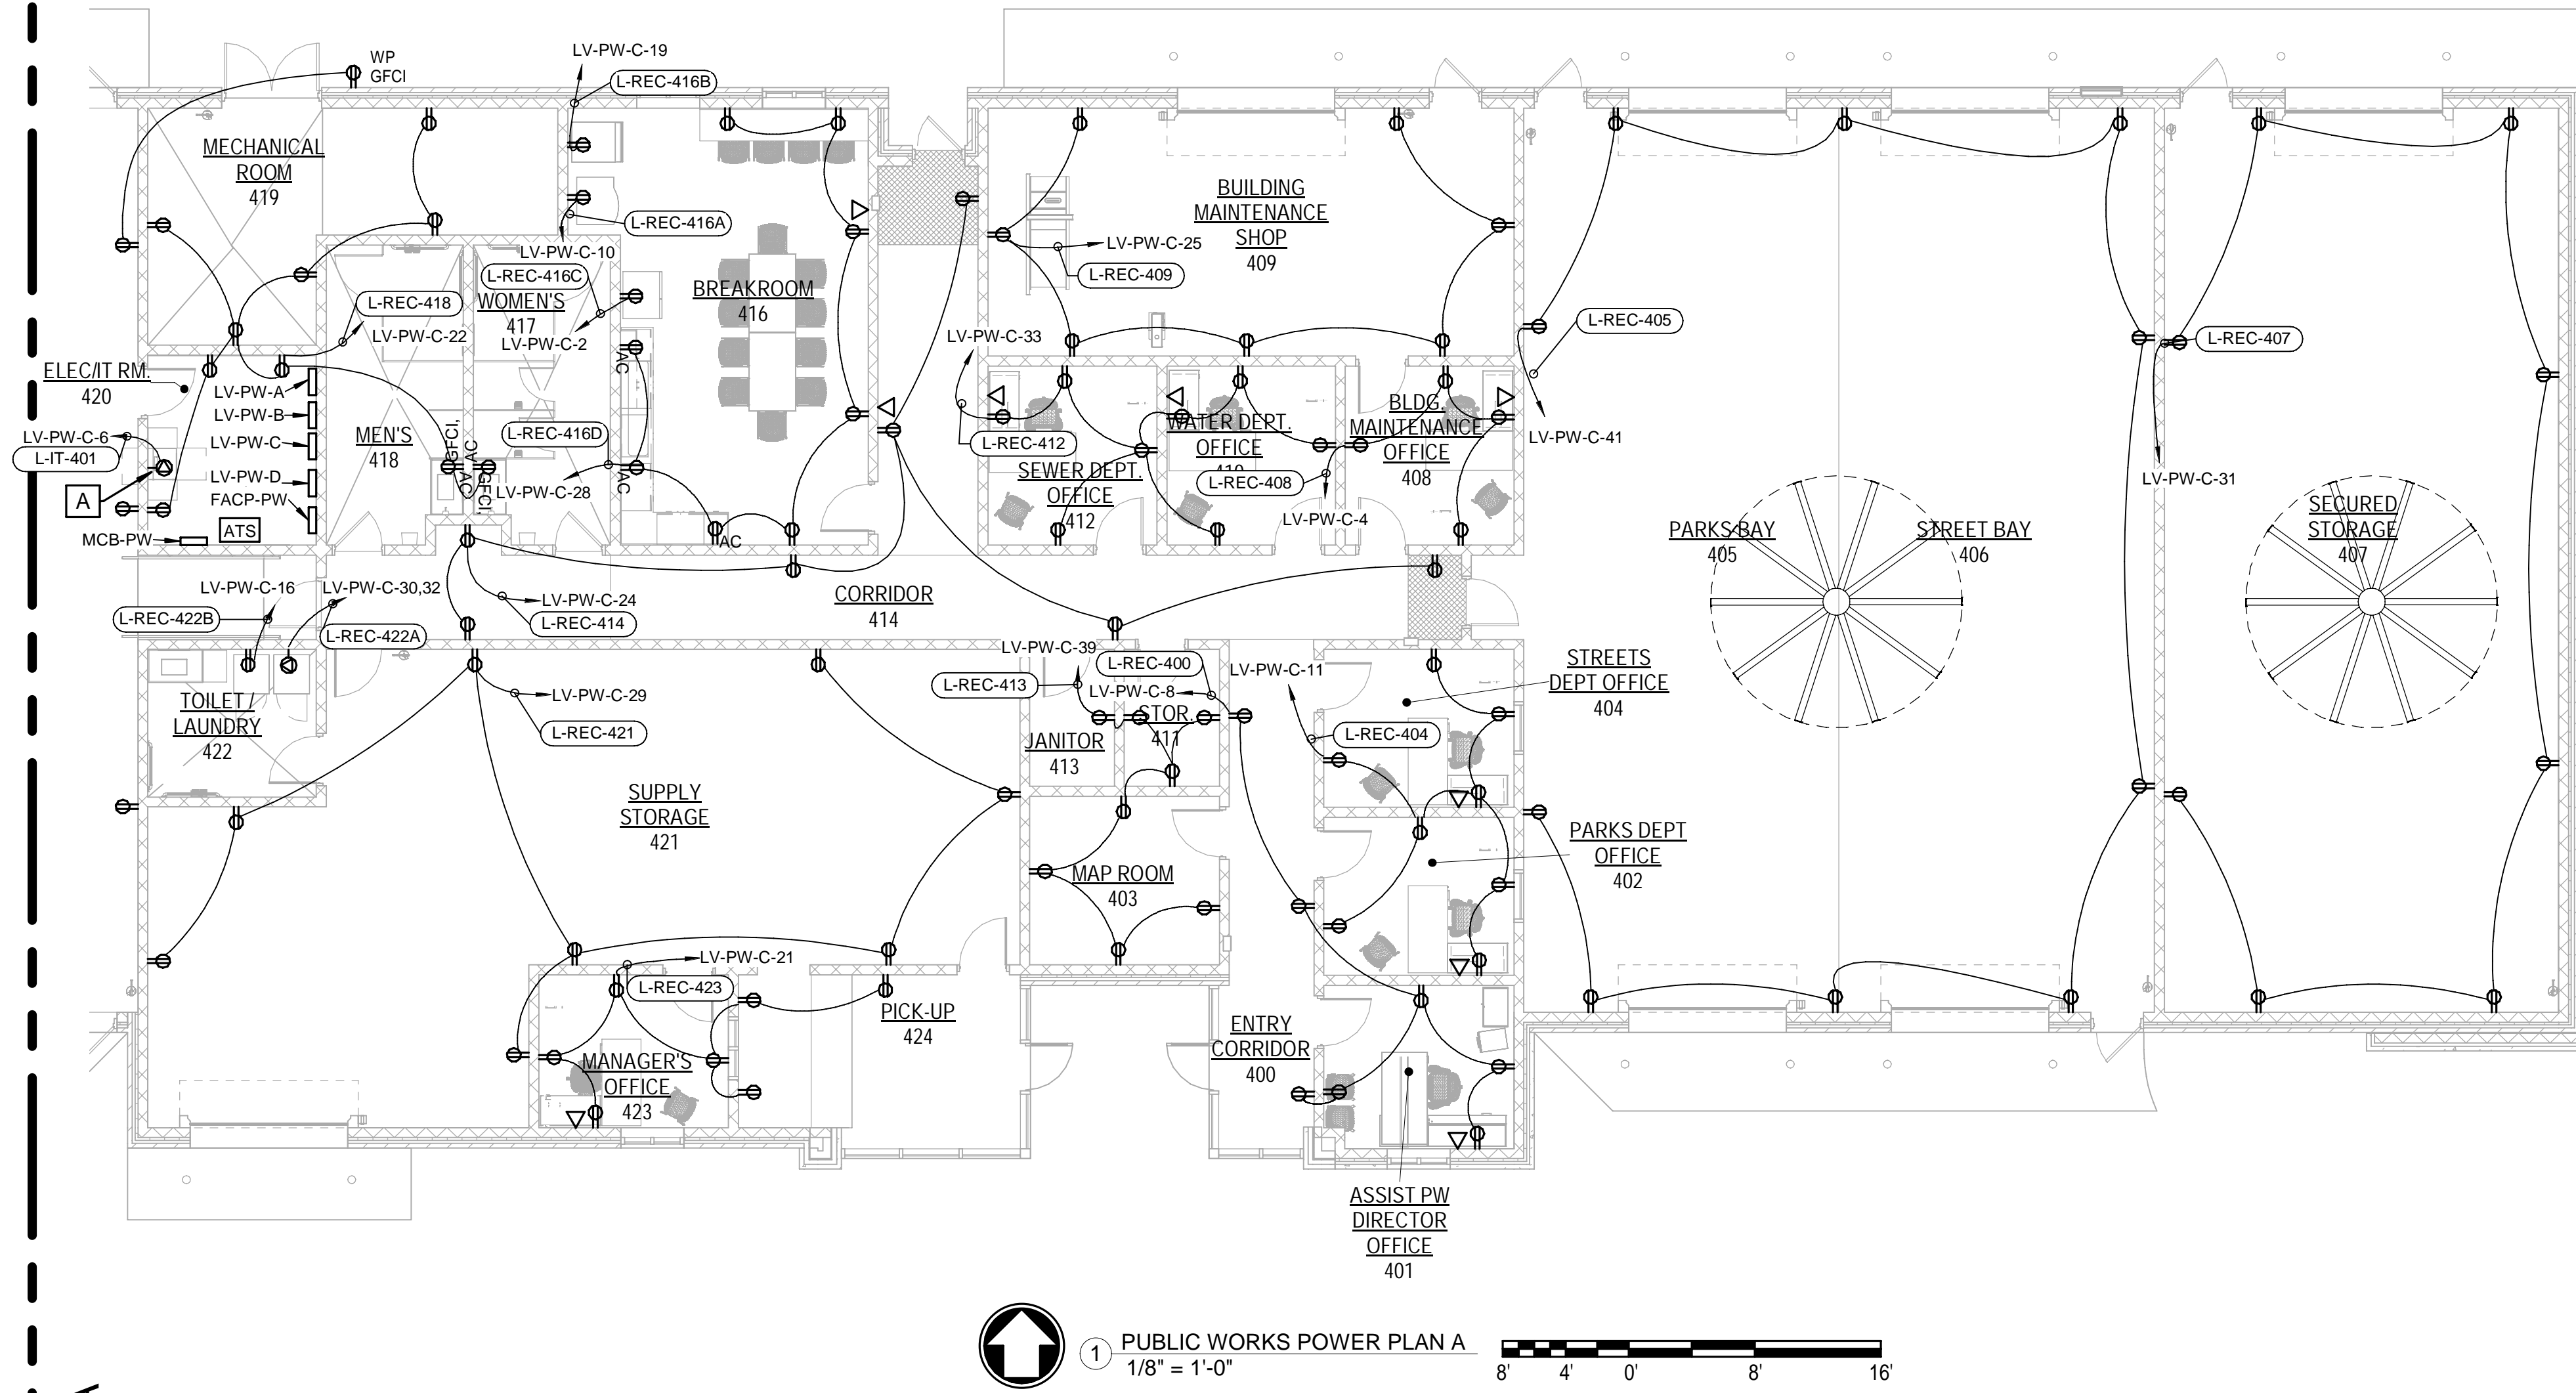 WP
GFCI
LV-PW-C-19
L-REC-416B
MECHANICAL
ROOM
419
L-REC-416A
LV-PW-C-10
L-REC-416C
WOMEN'S
417
LV-PW-C-2
BREAKROOM
416
BUILDING
MAINTENANCE
SHOP
409
LV-PW-C-25
L-REC-409
L-REC-418
LV-PW-C-22
LV-PW-C-33
L-REC-405
L-REC-407
ELEC/IT RM.
420
LV-PW-A
LV-PW-B
LV-PW-C
LV-PW-D
FACP-PW
LV-PW-C-6
L-IT-401
A
MCB-PW
ATS
MEN'S
418
GFCI,
AC
GFCI,
AC
AC
AC
AC
L-REC-416D
LV-PW-C-28
L-REC-412
SEWER DEPT.
OFFICE
412
WATER DEPT.
OFFICE
410
L-REC-408
LV-PW-C-4
BLDG.
MAINTENANCE
OFFICE
408
LV-PW-C-41
LV-PW-C-31
PARKS BAY
405
STREET BAY
406
SECURED
STORAGE
407
LV-PW-C-16
LV-PW-C-30,32
L-REC-422B
L-REC-422A
LV-PW-C-24
L-REC-414
CORRIDOR
414
LV-PW-C-39
L-REC-400
L-REC-413
LV-PW-C-8
LV-PW-C-11
STOR.
411
JANITOR
413
L-REC-404
STREETS
DEPT OFFICE
404
TOILET /
LAUNDRY
422
LV-PW-C-29
L-REC-421
SUPPLY
STORAGE
421
MAP ROOM
403
PARKS DEPT
OFFICE
402
LV-PW-C-21
L-REC-423
PICK-UP
424
MANAGER'S
OFFICE
423
ENTRY
CORRIDOR
400
ASSIST PW
DIRECTOR
OFFICE
401
1
PUBLIC WORKS POWER PLAN A
1/8" = 1'-0"
8' 4' 0' 8' 16'